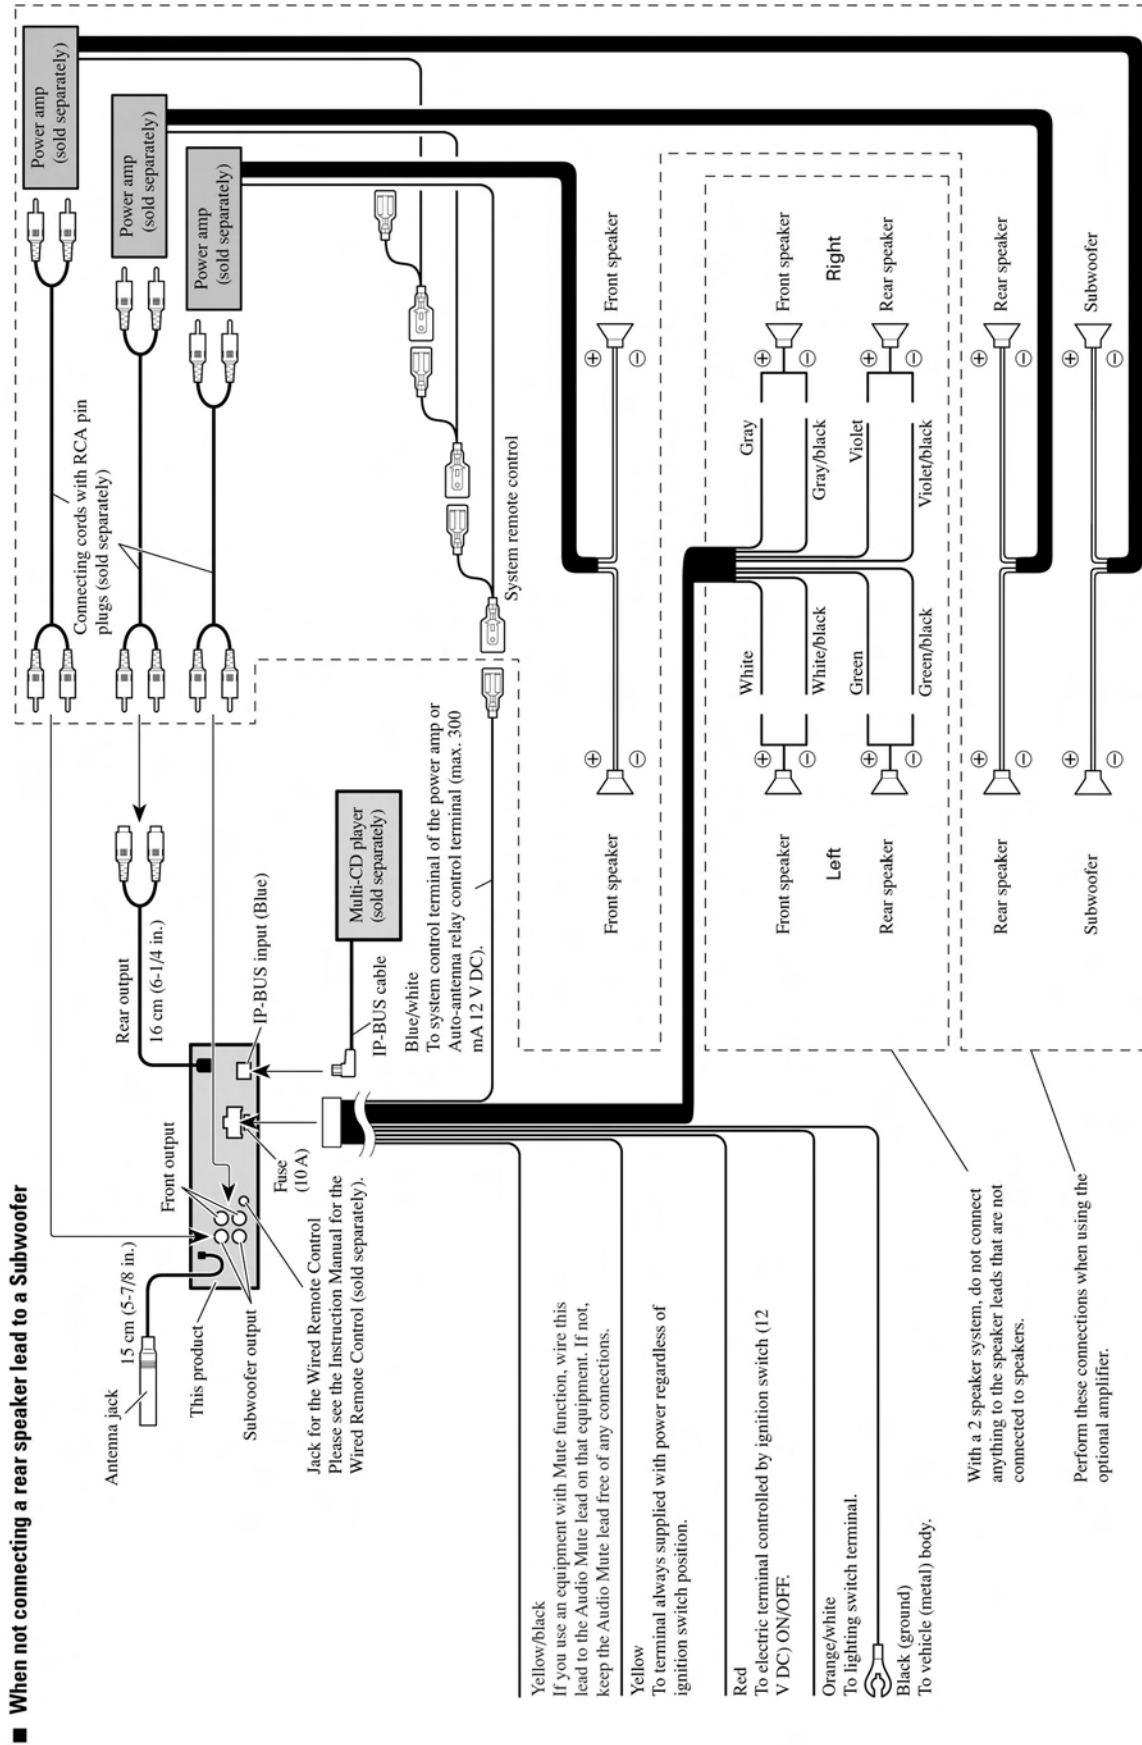 ■ When not connecting a rear speaker lead to a Subwoofer
Antenna jack
15 cm (5-7/8 in.)
This product
Subwoofer output
Front output
Rear output
16 cm (6-1/4 in.)
IP-BUS input (Blue)
Fuse
(10 A)
Jack for the Wired Remote Control
Please see the Instruction Manual for the
Wired Remote Control (sold separately).
Multi-CD player
(sold separately)
IP-BUS cable
Connecting cords with RCA pin
plugs (sold separately)
Power amp
(sold separately)
Power amp
(sold separately)
Power amp
(sold separately)
Blue/white
To system control terminal of the power amp or
Auto-antenna relay control terminal (max. 300
mA 12 V DC).
System remote control
Yellow/black
If you use an equipment with Mute function, wire this
lead to the Audio Mute lead on that equipment. If not,
keep the Audio Mute lead free of any connections.
Yellow
To terminal always supplied with power regardless of
ignition switch position.
Red
To electric terminal controlled by ignition switch (12
V DC) ON/OFF.
Orange/white
To lighting switch terminal.
Black (ground)
To vehicle (metal) body.
Front speaker
+
-
+
-
Front speaker
Front speaker
+
-
White
White/black
Gray
Gray/black
+
-
Front speaker
Left
Right
Rear speaker
+
-
Green
Green/black
Violet
Violet/black
+
-
Rear speaker
Rear speaker
+
-
+
-
Rear speaker
Subwoofer
+
-
+
-
Subwoofer
With a 2 speaker system, do not connect
anything to the speaker leads that are not
connected to speakers.
Perform these connections when using the
optional amplifier.